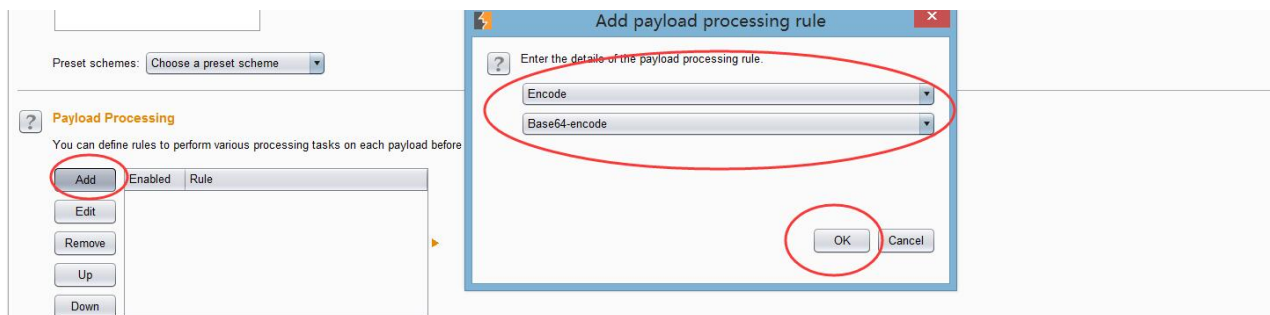 Add payload processing rule
Preset schemes: Choose a preset scheme
? Enter the details of the payload processing rule.
Encode
Base64-encode
OK Cancel
? Payload Processing
You can define rules to perform various processing tasks on each payload before
Add Enabled Rule
Edit
Remove
Up
Down